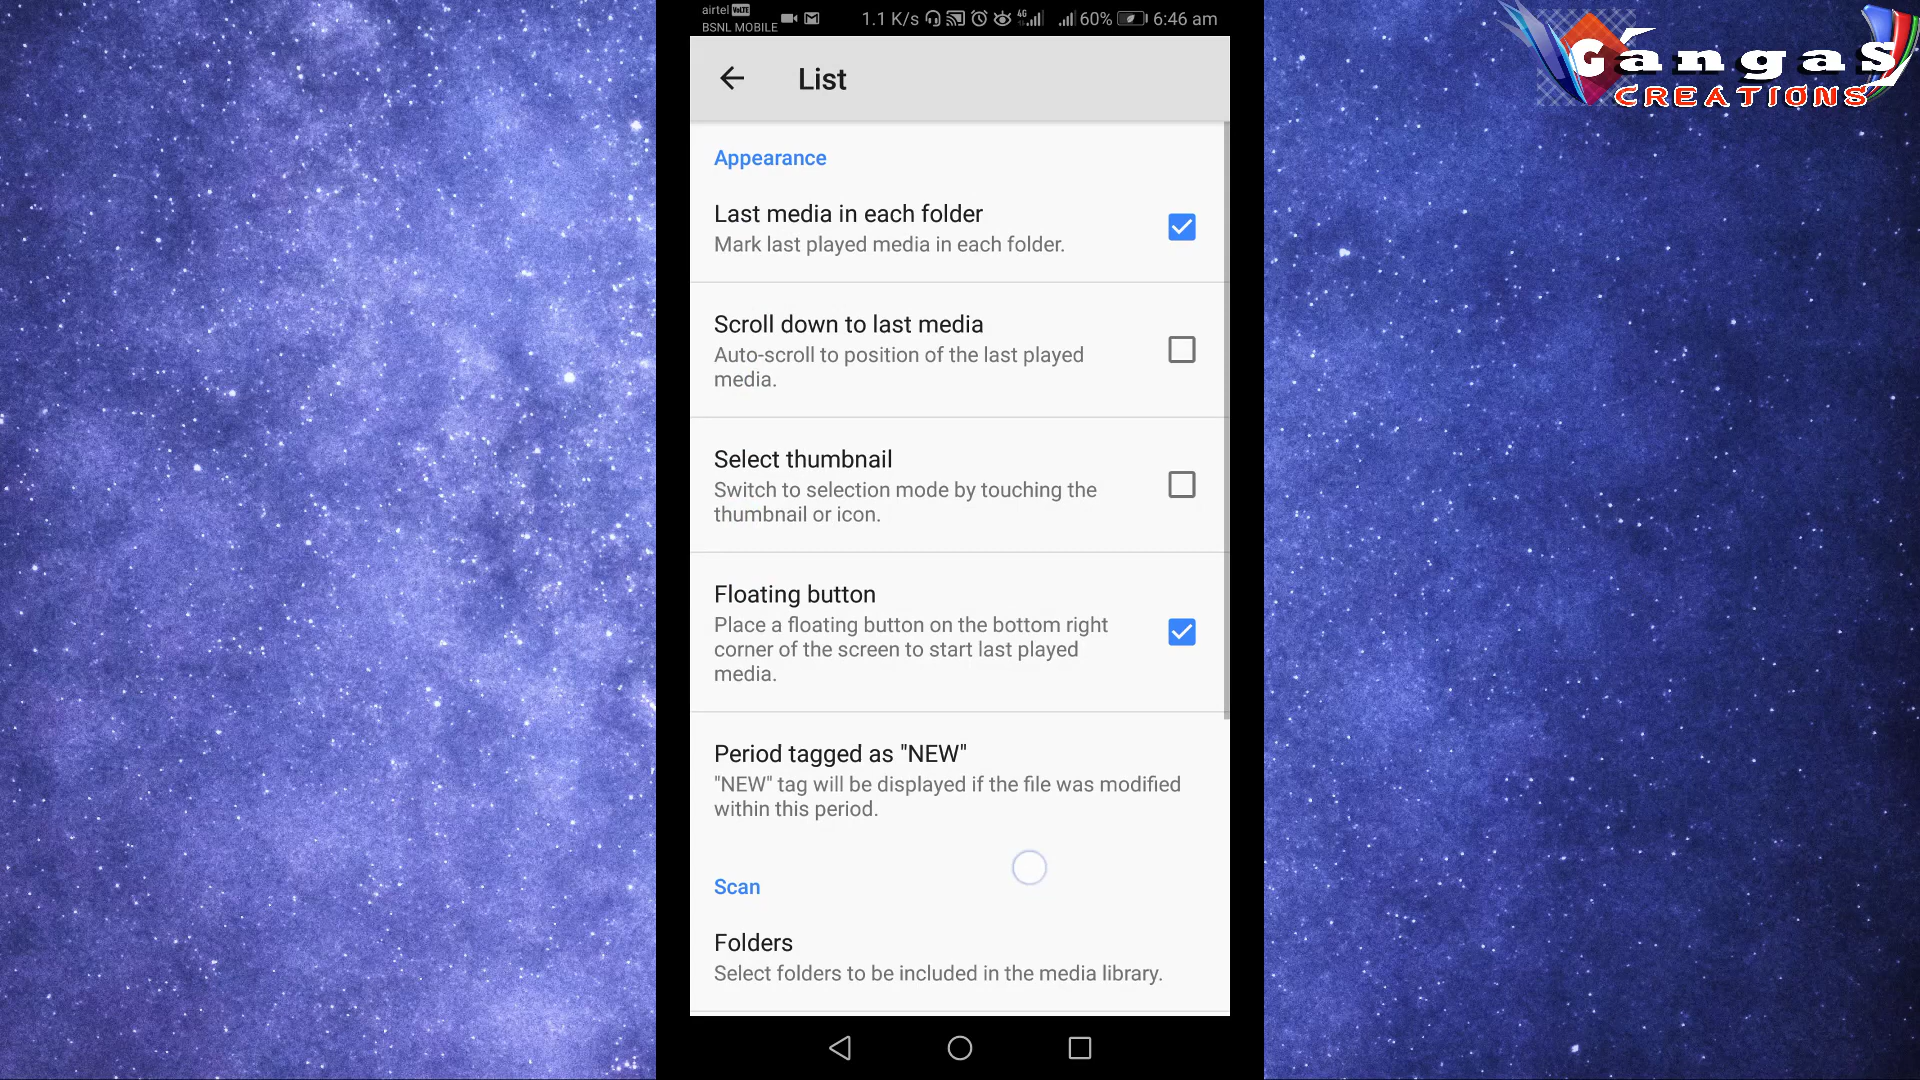 airtel VoLTE
BSNL MOBILE
1.1 K/s
4G
60%
6:46 am
GangaS
CREATIONS
List
Appearance
Last media in each folder
Mark last played media in each folder.
Scroll down to last media
Auto-scroll to position of the last played
media.
Select thumbnail
Switch to selection mode by touching the
thumbnail or icon.
Floating button
Place a floating button on the bottom right
corner of the screen to start last played
media.
Period tagged as "NEW"
"NEW" tag will be displayed if the file was modified
within this period.
Scan
Folders
Select folders to be included in the media library.